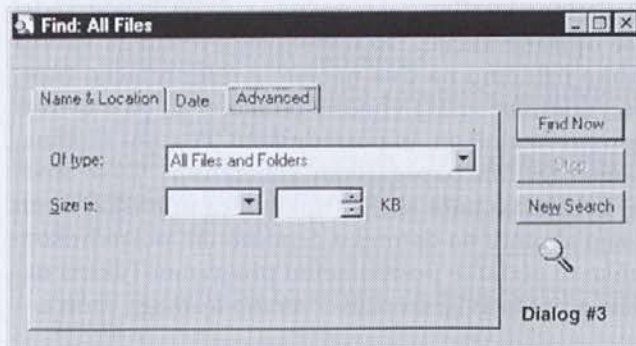 Find: All Files
Name & Location Date Advanced
Of type: All Files and Folders
Size is: KB
Find Now
Stop
New Search
Dialog #3